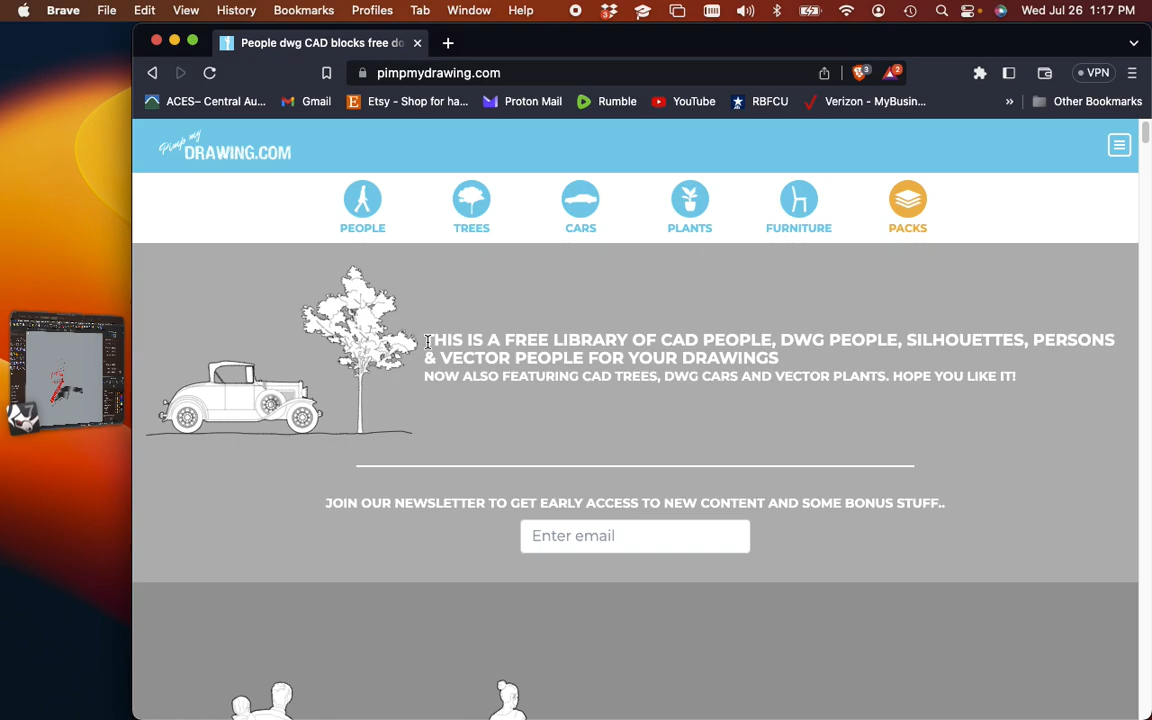 Brave File Edit View History Bookmarks Profiles Tab Window Help Wed Jul 26 1:17 PM
People dwg CAD blocks free do
pimpmydrawing.com 3 2 VPN
ACES– Central Au... Gmail Etsy - Shop for ha... Proton Mail Rumble YouTube RBFCU Verizon - MyBusin... » Other Bookmarks
Pimp my
DRAWING.COM
PEOPLE TREES CARS PLANTS FURNITURE PACKS
THIS IS A FREE LIBRARY OF CAD PEOPLE, DWG PEOPLE, SILHOUETTES, PERSONS
& VECTOR PEOPLE FOR YOUR DRAWINGS
NOW ALSO FEATURING CAD TREES, DWG CARS AND VECTOR PLANTS. HOPE YOU LIKE IT!
JOIN OUR NEWSLETTER TO GET EARLY ACCESS TO NEW CONTENT AND SOME BONUS STUFF..
Enter email